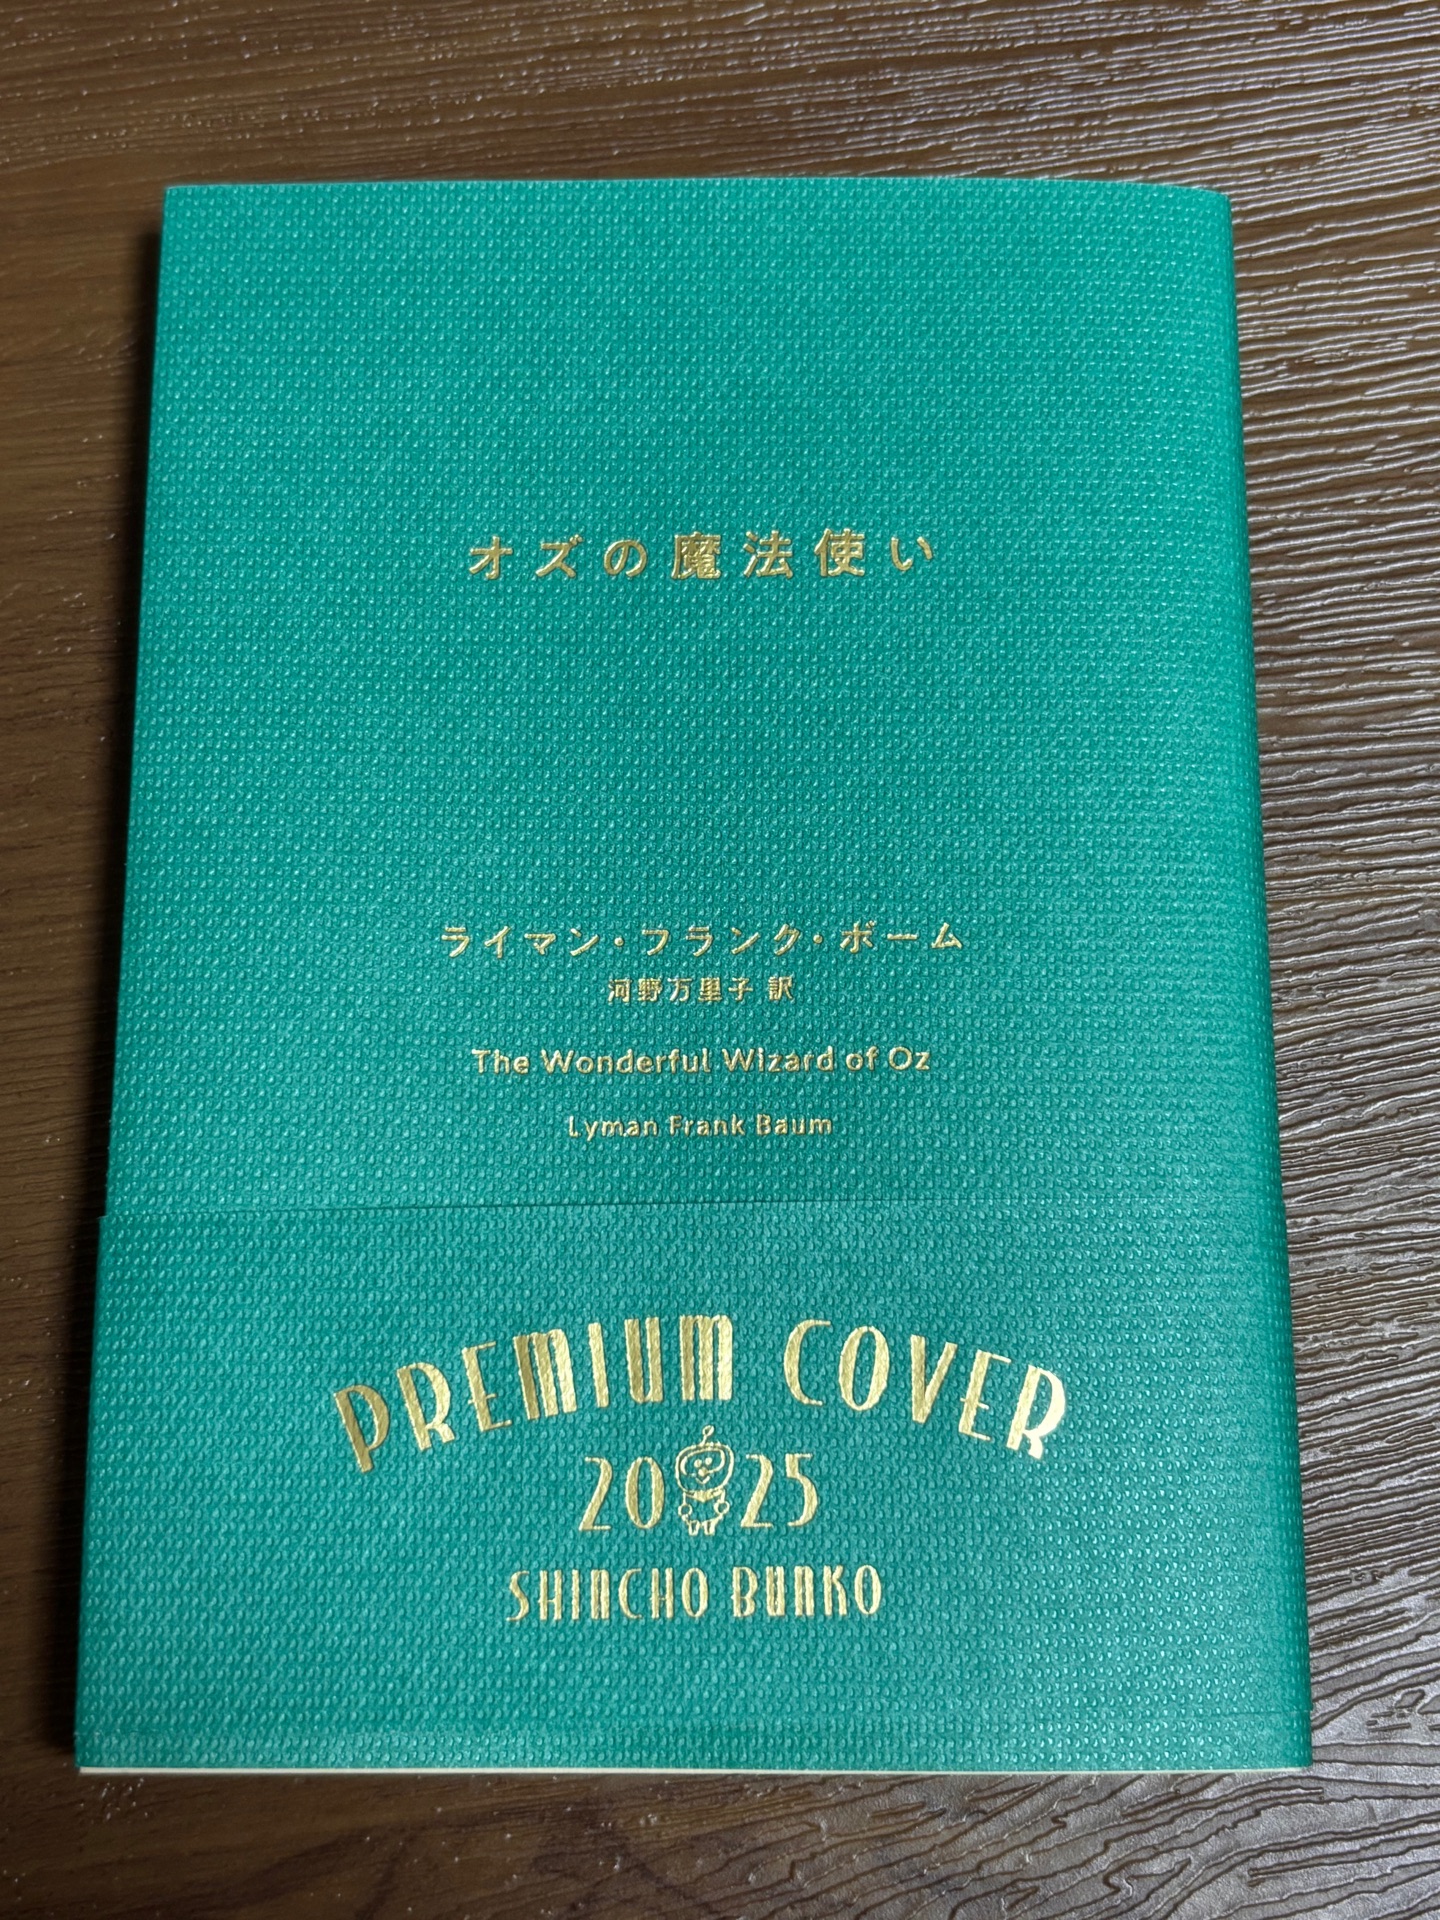 オズの魔法使い
ライマン・フランク・ボーム
河野万里子 訳
The Wonderful Wizard of Oz
Lyman Frank Baum
PREMIUM COVER
2025
SHINCHO BUNKO